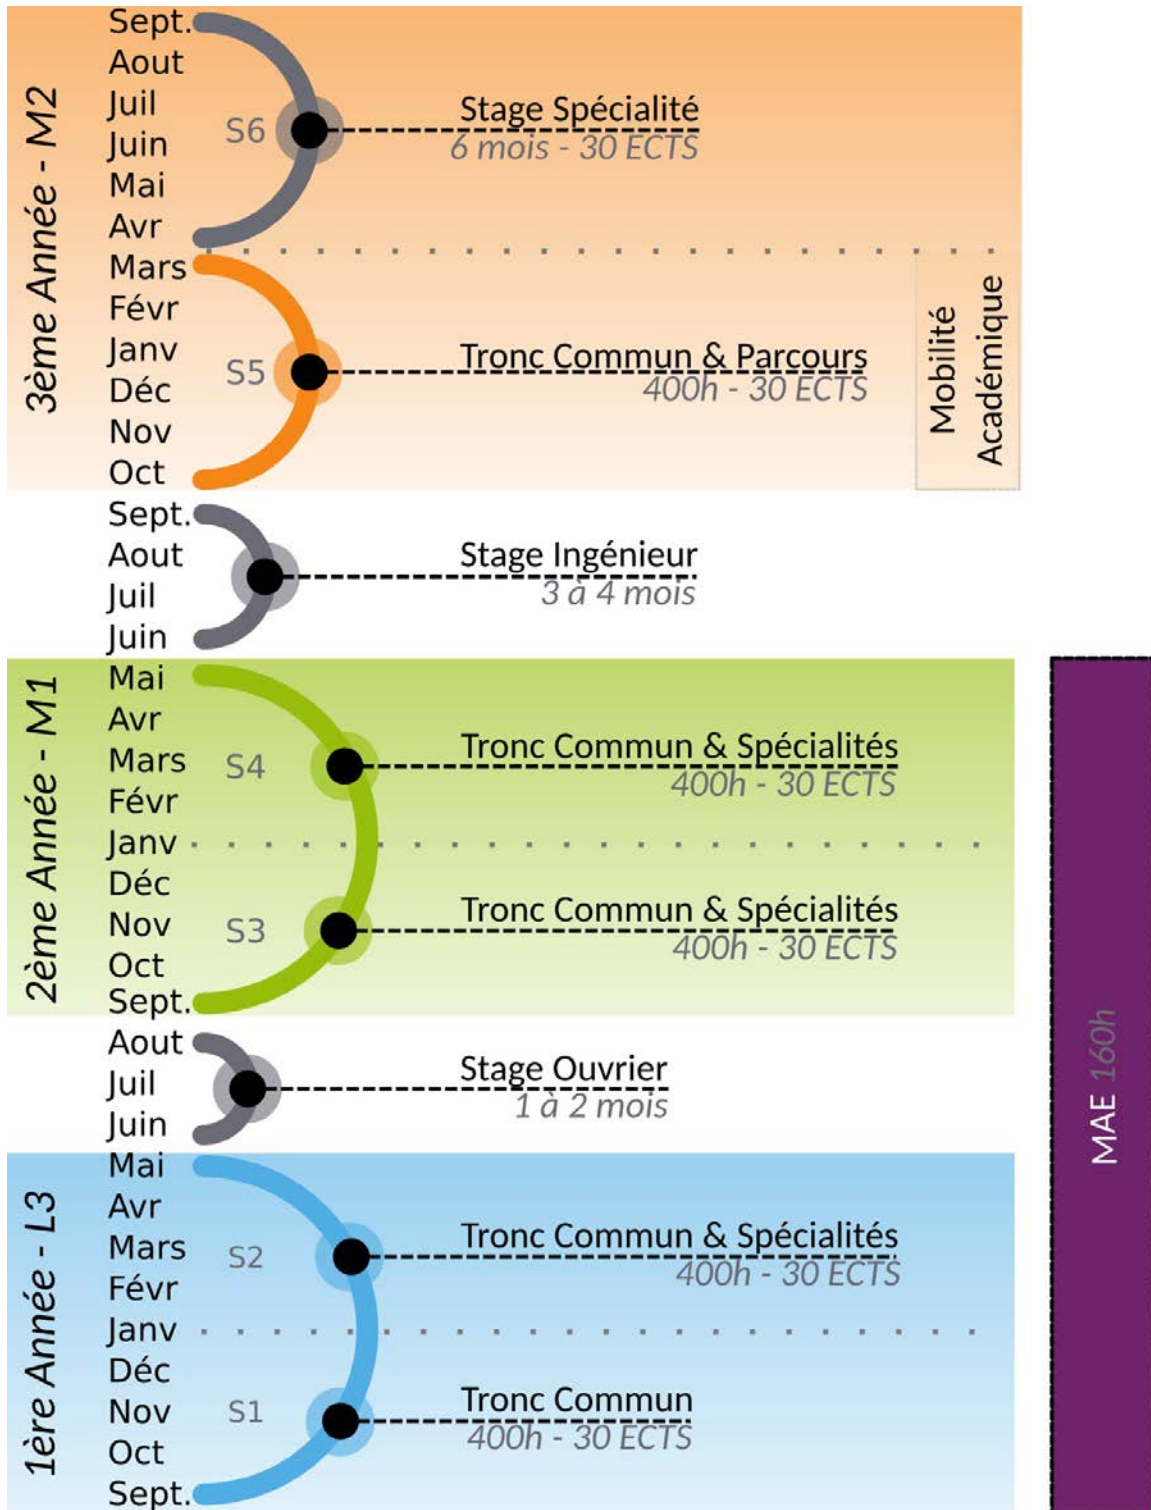 3ème Année - M2
Sept.
Aout
Juil
Juin
Mai
Avr
S6
Stage Spécialité
6 mois - 30 ECTS
Mars
Févr
Janv
Déc
Nov
Oct
S5
Tronc Commun & Parcours
400h - 30 ECTS
Mobilité
Académique
Sept.
Aout
Juil
Juin
Stage Ingénieur
3 à 4 mois
2ème Année - M1
Mai
Avr
Mars
Févr
Janv
S4
Tronc Commun & Spécialités
400h - 30 ECTS
Déc
Nov
Oct
Sept.
S3
Tronc Commun & Spécialités
400h - 30 ECTS
Aout
Juil
Juin
Stage Ouvrier
1 à 2 mois
1ère Année - L3
Mai
Avr
Mars
Févr
Janv
S2
Tronc Commun & Spécialités
400h - 30 ECTS
Déc
Nov
Oct
Sept.
S1
Tronc Commun
400h - 30 ECTS
MAE 160h